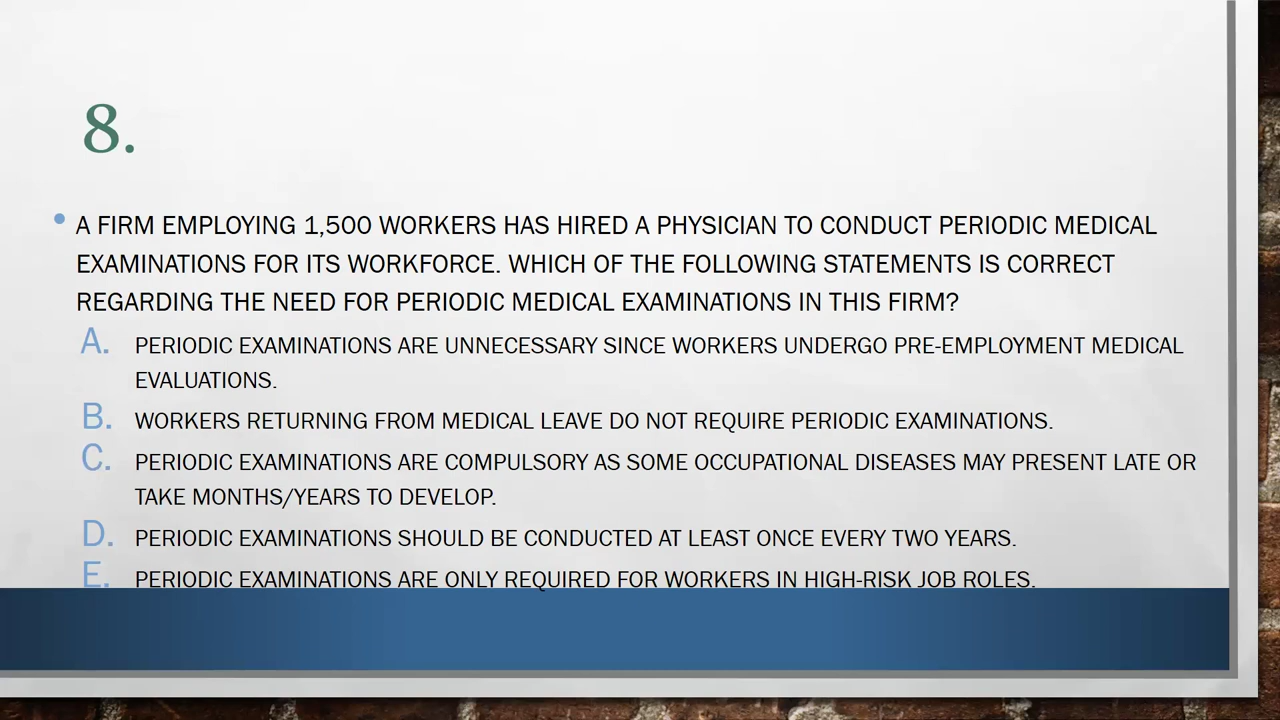 8.
• A FIRM EMPLOYING 1,500 WORKERS HAS HIRED A PHYSICIAN TO CONDUCT PERIODIC MEDICAL
EXAMINATIONS FOR ITS WORKFORCE. WHICH OF THE FOLLOWING STATEMENTS IS CORRECT
REGARDING THE NEED FOR PERIODIC MEDICAL EXAMINATIONS IN THIS FIRM?
A. PERIODIC EXAMINATIONS ARE UNNECESSARY SINCE WORKERS UNDERGO PRE-EMPLOYMENT MEDICAL
EVALUATIONS.
B. WORKERS RETURNING FROM MEDICAL LEAVE DO NOT REQUIRE PERIODIC EXAMINATIONS.
C. PERIODIC EXAMINATIONS ARE COMPULSORY AS SOME OCCUPATIONAL DISEASES MAY PRESENT LATE OR
TAKE MONTHS/YEARS TO DEVELOP.
D. PERIODIC EXAMINATIONS SHOULD BE CONDUCTED AT LEAST ONCE EVERY TWO YEARS.
E. PERIODIC EXAMINATIONS ARE ONLY REQUIRED FOR WORKERS IN HIGH-RISK JOB ROLES.